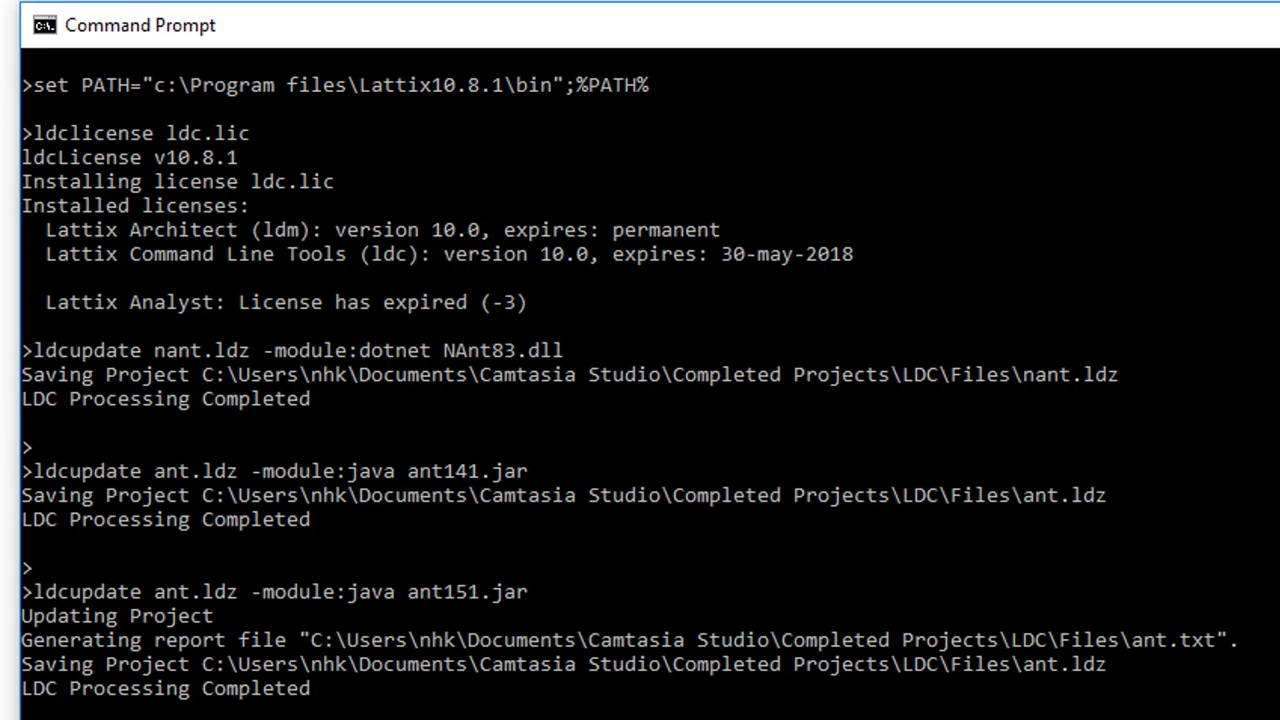 Command Prompt
>set PATH="c:\Program files\Lattix10.8.1\bin";%PATH%
>ldclicense ldc.lic
ldcLicense v10.8.1
Installing license ldc.lic
Installed licenses:
  Lattix Architect (ldm): version 10.0, expires: permanent
  Lattix Command Line Tools (ldc): version 10.0, expires: 30-may-2018
  Lattix Analyst: License has expired (-3)
>ldcupdate nant.ldz -module:dotnet NAnt83.dll
Saving Project C:\Users\nhk\Documents\Camtasia Studio\Completed Projects\LDC\Files\nant.ldz
LDC Processing Completed
>
>ldcupdate ant.ldz -module:java ant141.jar
Saving Project C:\Users\nhk\Documents\Camtasia Studio\Completed Projects\LDC\Files\ant.ldz
LDC Processing Completed
>
>ldcupdate ant.ldz -module:java ant151.jar
Updating Project
Generating report file "C:\Users\nhk\Documents\Camtasia Studio\Completed Projects\LDC\Files\ant.txt".
Saving Project C:\Users\nhk\Documents\Camtasia Studio\Completed Projects\LDC\Files\ant.ldz
LDC Processing Completed